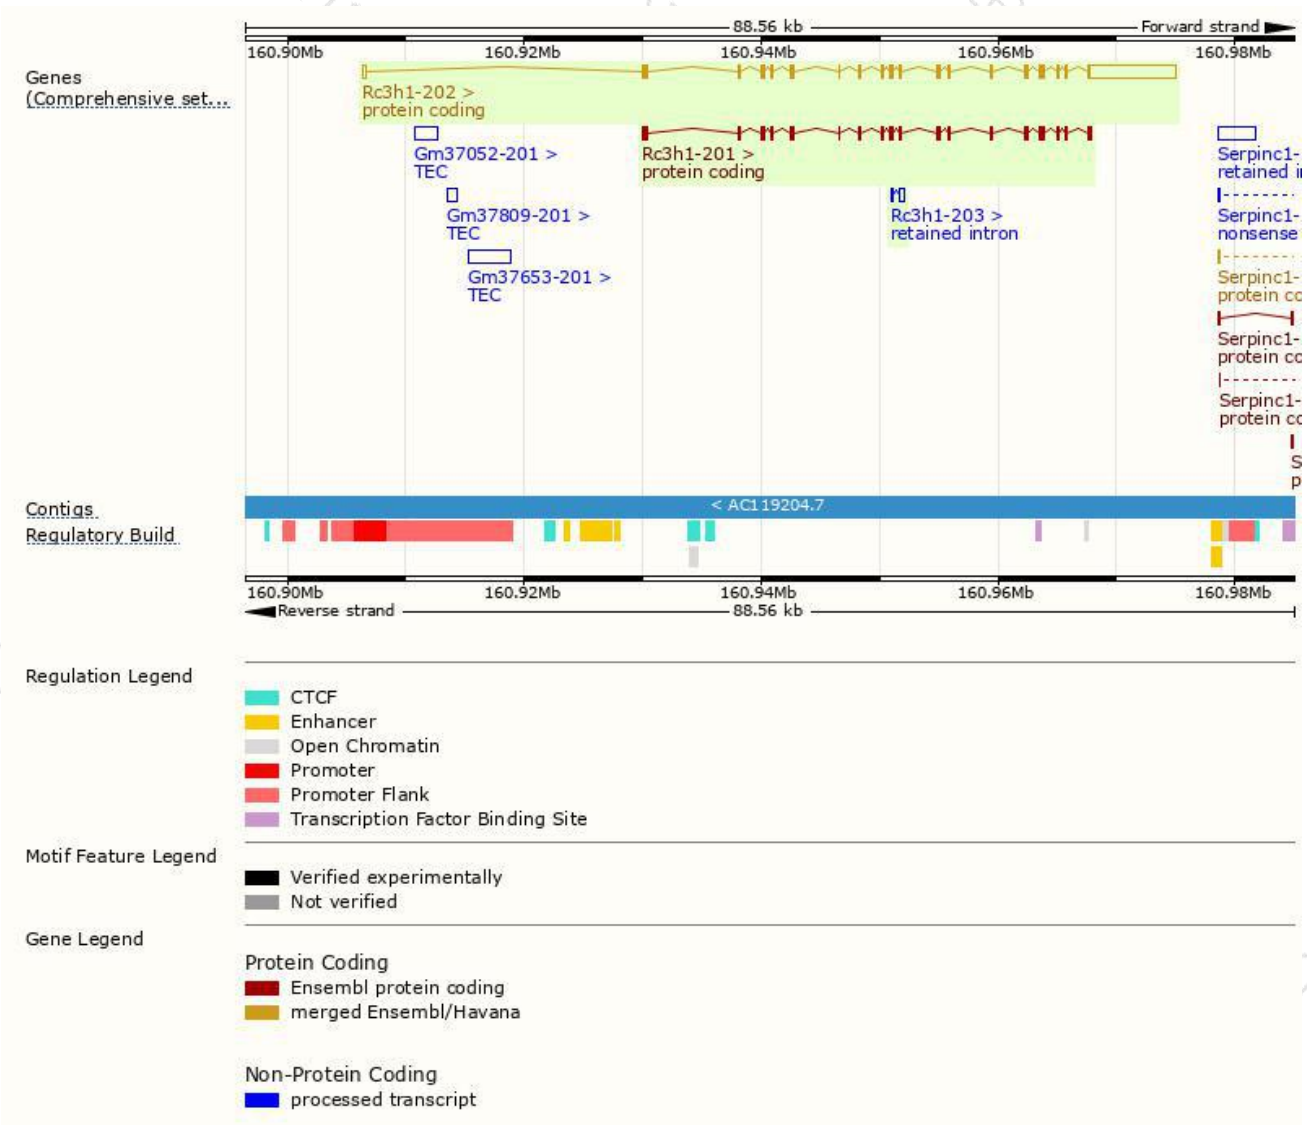 88.56 kb Forward strand
160.90Mb 160.92Mb 160.94Mb 160.96Mb 160.98Mb
Genes
(Comprehensive set...
Rc3h1-202 >
protein coding
Gm37052-201 > Rc3h1-201 > Serpinc1-
TEC protein coding retained i
Gm37809-201 > Rc3h1-203 > Serpinc1-
TEC retained intron nonsense
Gm37653-201 > Serpinc1-
TEC protein co
Serpinc1-
protein co
Serpinc1-
protein co
S
p
Contigs < AC119204.7
Regulatory Build
160.90Mb 160.92Mb 160.94Mb 160.96Mb 160.98Mb
Reverse strand 88.56 kb
Regulation Legend
CTCF
Enhancer
Open Chromatin
Promoter
Promoter Flank
Transcription Factor Binding Site
Motif Feature Legend
Verified experimentally
Not verified
Gene Legend
Protein Coding
Ensembl protein coding
merged Ensembl/Havana
Non-Protein Coding
processed transcript